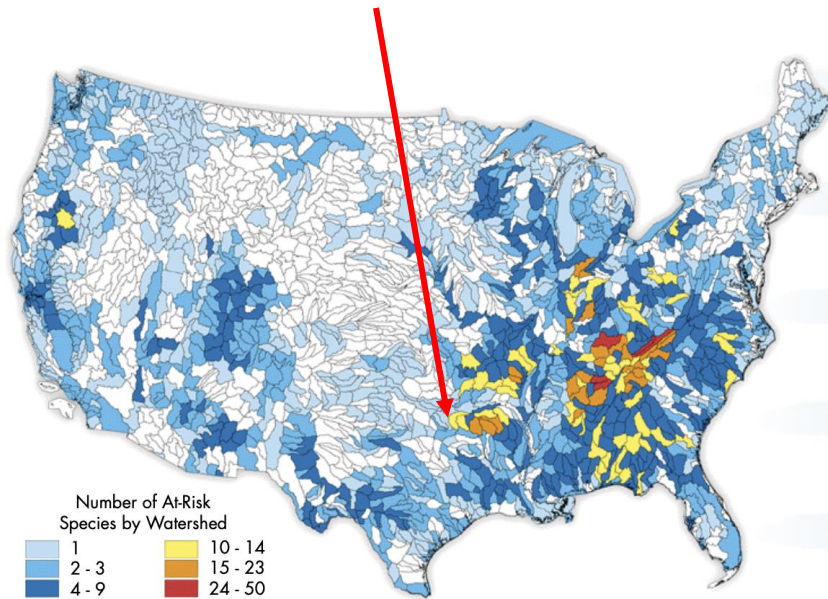 Number of At-Risk
Species by Watershed
1
2 - 3
4 - 9
10 - 14
15 - 23
24 - 50